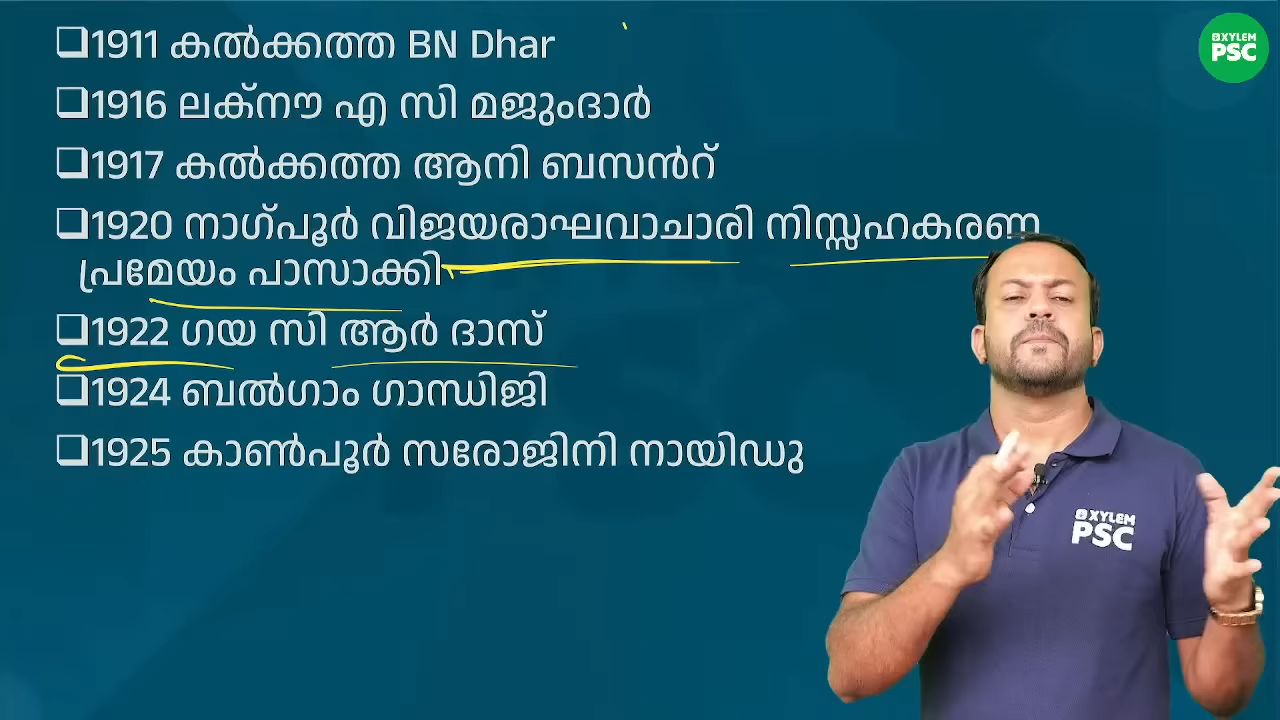 ❑1911 കൽക്കത്ത BN Dhar
❑1916 ലക്നൗ എ സി മജുംദാർ
❑1917 കൽക്കത്ത ആനി ബസൻറ്
❑1920 നാഗ്പൂർ വിജയരാഘവാചാരി നിസ്സഹകരണ
പ്രമേയം പാസാക്കി
❑1922 ഗയ സി ആർ ദാസ്
❑1924 ബൽഗാം ഗാന്ധിജി
❑1925 കാൺപൂർ സരോജിനി നായിഡു
XYLEM
PSC
XYLEM
PSC